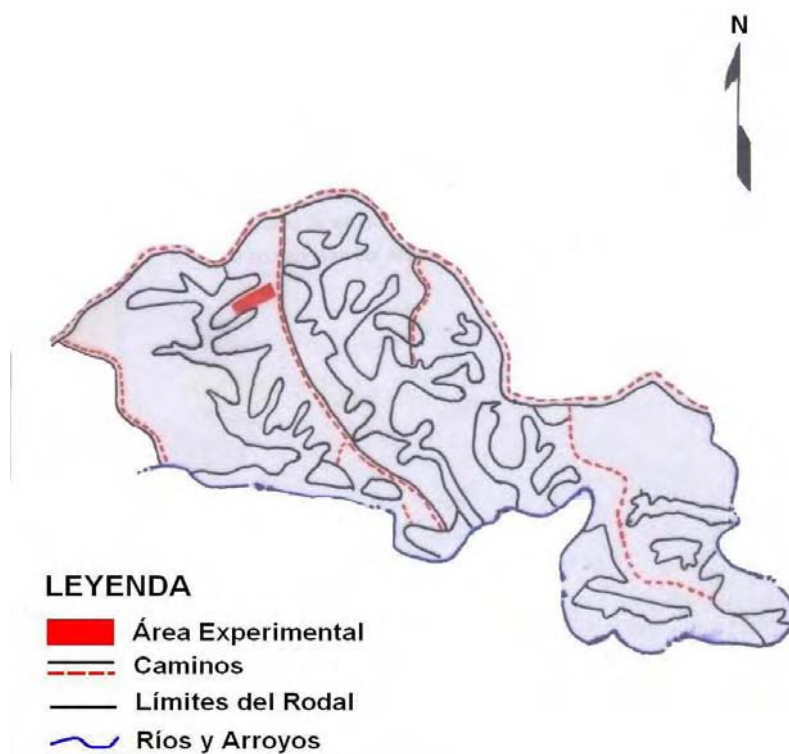 N
LEYENDA
Área Experimental
Caminos
Límites del Rodal
Ríos y Arroyos